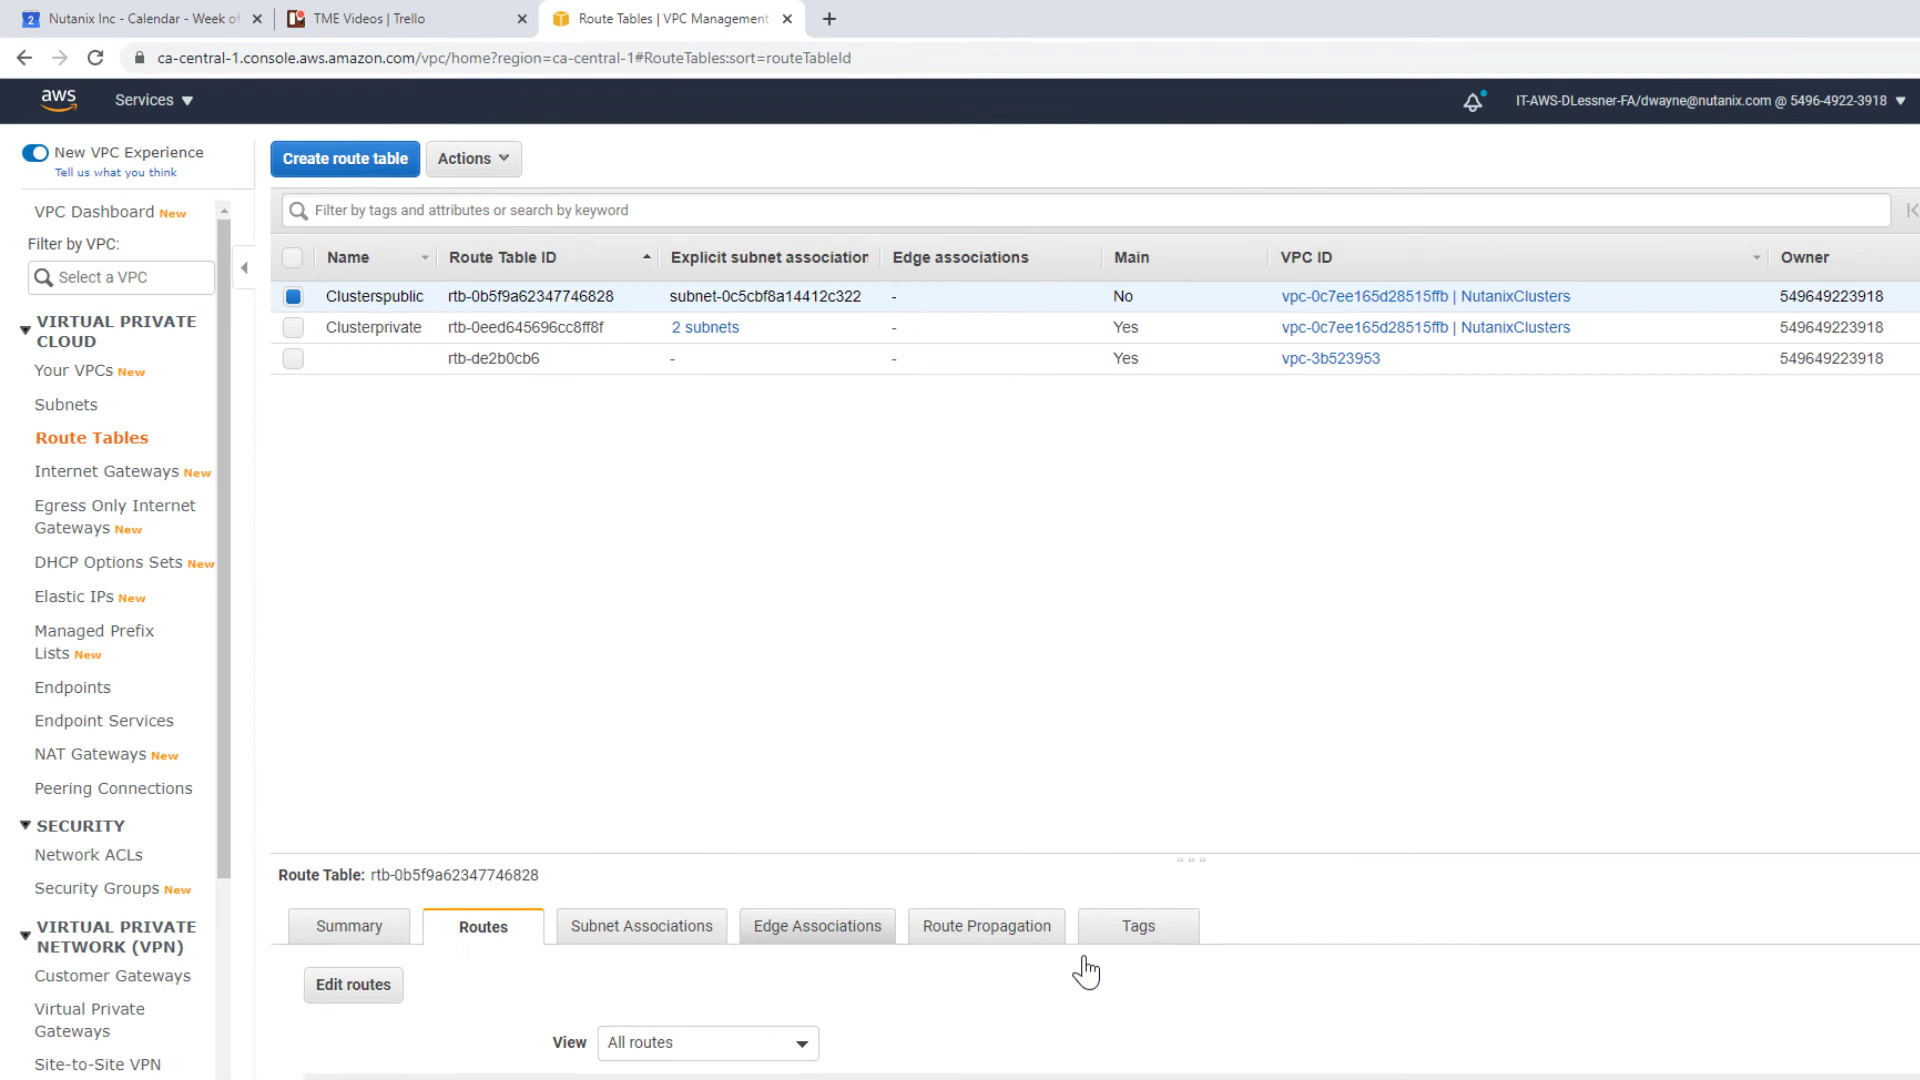 Nutanix Inc - Calendar - Week of
TME Videos | Trello
Route Tables | VPC Management
ca-central-1.console.aws.amazon.com/vpc/home?region=ca-central-1#RouteTables:sort=routeTableId
aws
Services
IT-AWS-DLessner-FA/dwayne@nutanix.com @ 5496-4922-3918
New VPC Experience
Tell us what you think
VPC Dashboard New
Filter by VPC:
Select a VPC
VIRTUAL PRIVATE
CLOUD
Your VPCs New
Subnets
Route Tables
Internet Gateways New
Egress Only Internet
Gateways New
DHCP Options Sets New
Elastic IPs New
Managed Prefix
Lists New
Endpoints
Endpoint Services
NAT Gateways New
Peering Connections
SECURITY
Network ACLs
Security Groups New
VIRTUAL PRIVATE
NETWORK (VPN)
Customer Gateways
Virtual Private
Gateways
Site-to-Site VPN
Create route table
Actions
Filter by tags and attributes or search by keyword
Name Route Table ID Explicit subnet association Edge associations Main VPC ID Owner
Clusterspublic rtb-0b5f9a62347746828 subnet-0c5cbf8a14412c322 - No vpc-0c7ee165d28515ffb | NutanixClusters 549649223918
Clusterprivate rtb-0eed645696cc8ff8f 2 subnets - Yes vpc-0c7ee165d28515ffb | NutanixClusters 549649223918
rtb-de2b0cb6 - - Yes vpc-3b523953 549649223918
Route Table: rtb-0b5f9a62347746828
Summary Routes Subnet Associations Edge Associations Route Propagation Tags
Edit routes
View All routes